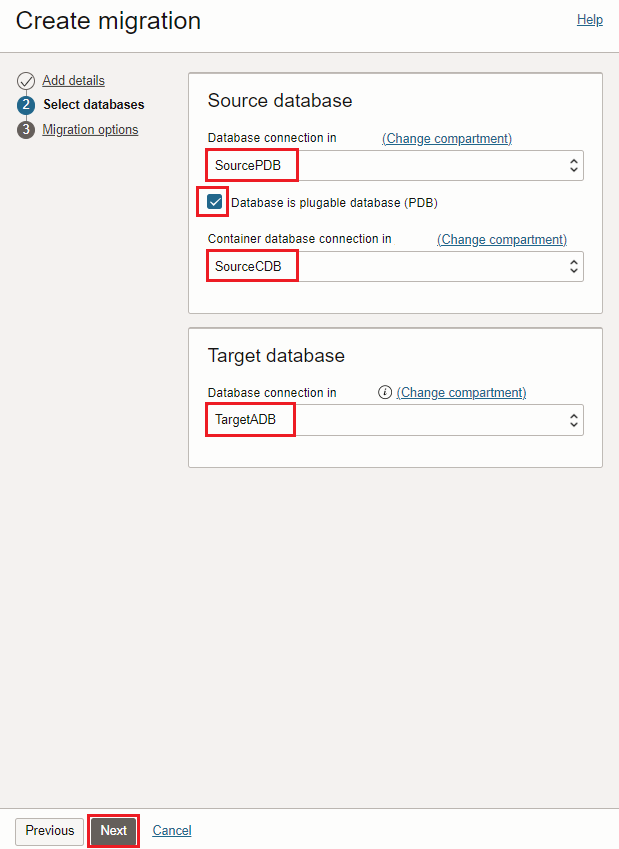 Create migration
Help
Add details
2 Select databases
3 Migration options
Source database
Database connection in (Change compartment)
SourcePDB
Database is plugable database (PDB)
Container database connection in (Change compartment)
SourceCDB
Target database
Database connection in i (Change compartment)
TargetADB
Previous Next Cancel